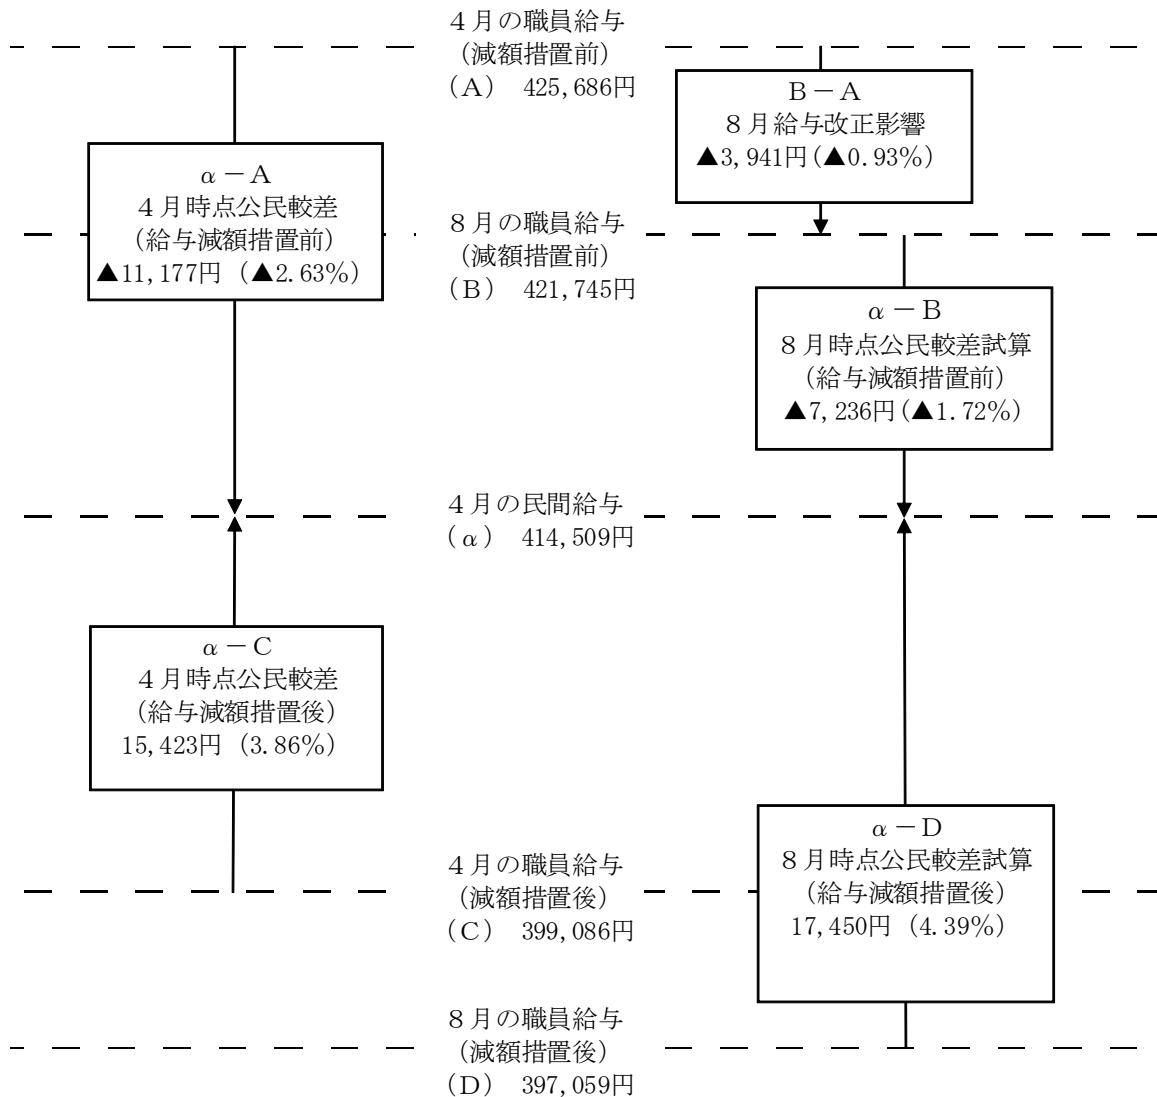 ４月の職員給与
（減額措置前）
（A） 425,686円
B－A
８月給与改正影響
▲3,941円（▲0.93％）
α－A
４月時点公民較差
（給与減額措置前）
▲11,177円 （▲2.63％）
８月の職員給与
（減額措置前）
（B） 421,745円
α－B
８月時点公民較差試算
（給与減額措置前）
▲7,236円（▲1.72％）
４月の民間給与
（α） 414,509円
α－C
４月時点公民較差
（給与減額措置後）
15,423円 （3.86％）
α－D
８月時点公民較差試算
（給与減額措置後）
17,450円 （4.39％）
４月の職員給与
（減額措置後）
（C） 399,086円
８月の職員給与
（減額措置後）
（D） 397,059円